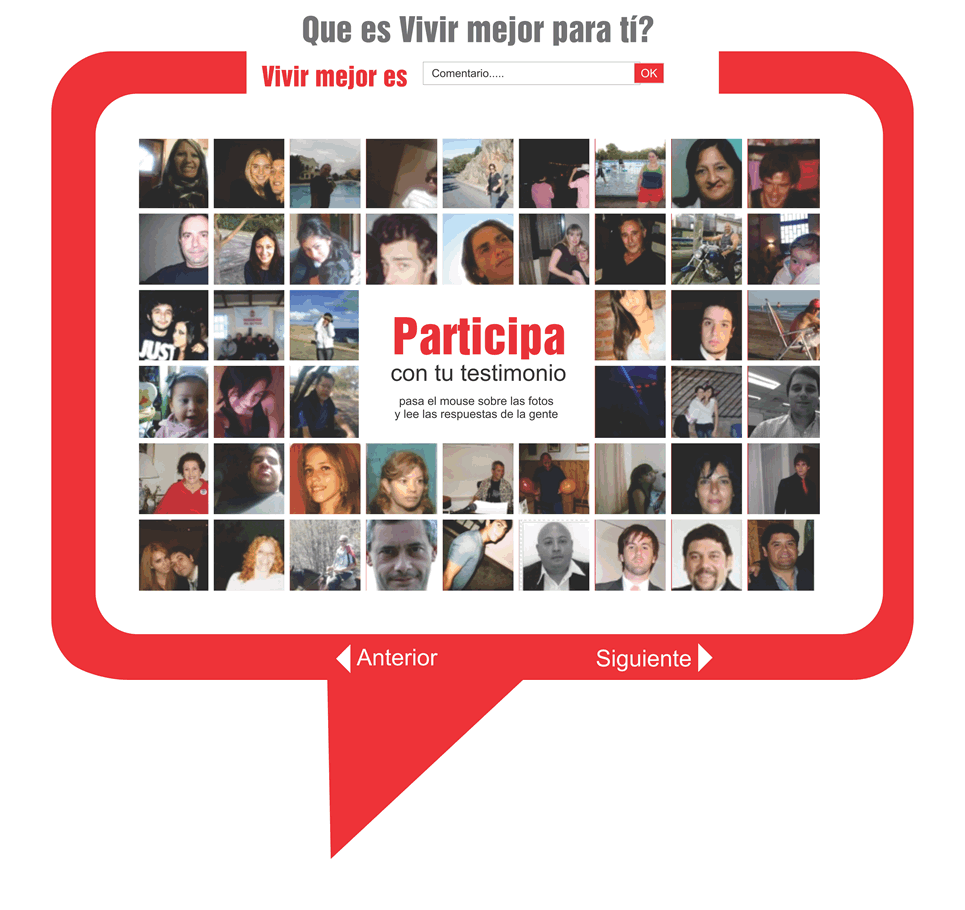 Que es Vivir mejor para tí?
Vivir mejor es
Comentario.....
OK
Participa
con tu testimonio
pasa el mouse sobre las fotos
y lee las respuestas de la gente
JUST
Anterior
Siguiente